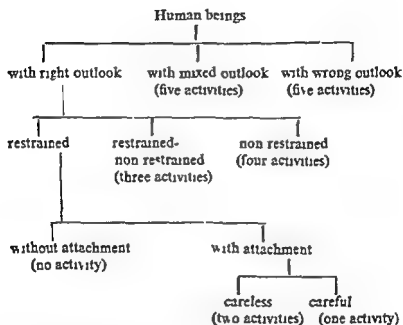 Human beings
with right outlook with mixed outlook with wrong outlook
(five activities) (five activities)
restrained restrained- non restrained
non restrained (four activities)
(three activities)
without attachment with attachment
(no activity)
careless careful
(two activities) (one activity)